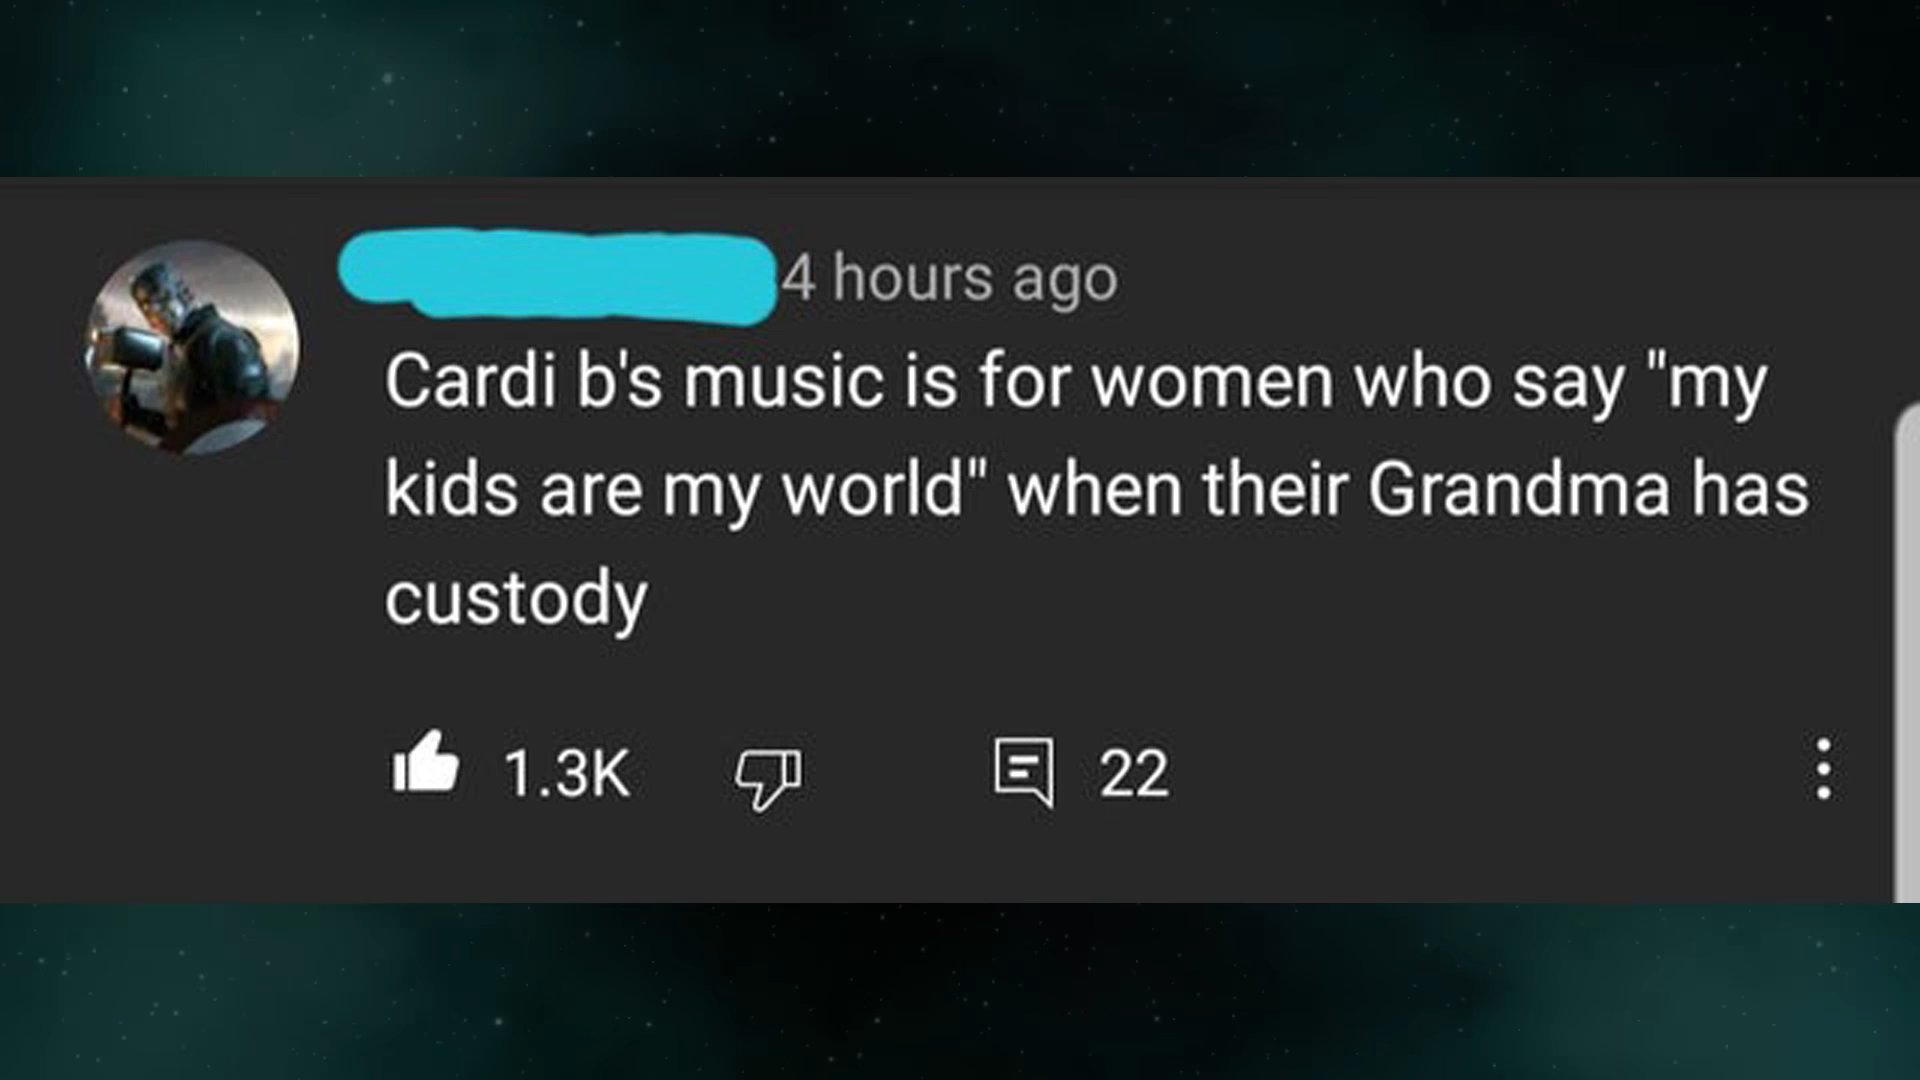 4 hours ago
Cardi b's music is for women who say "my
kids are my world" when their Grandma has
custody
1.3K 22